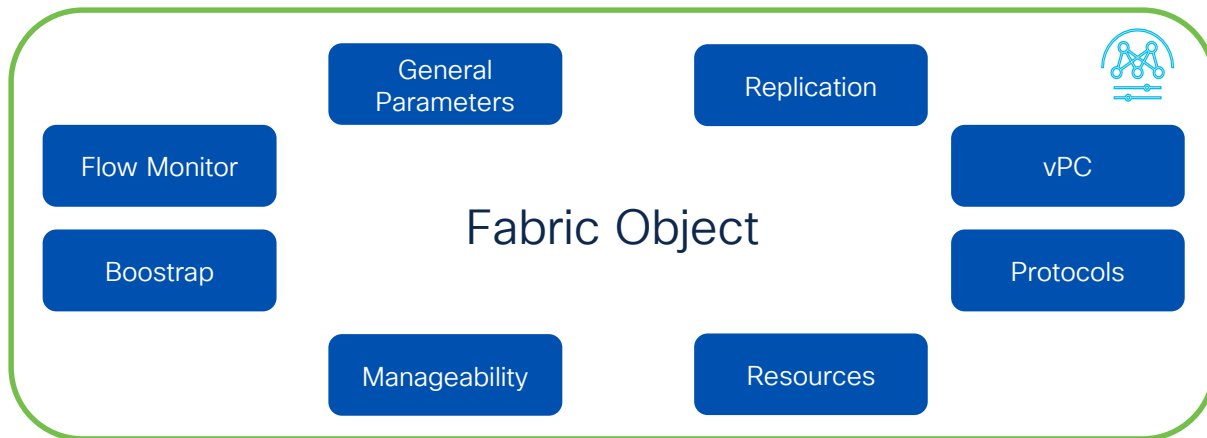 General
Parameters
Replication
Flow Monitor
vPC
Fabric Object
Boostrap
Protocols
Manageability
Resources